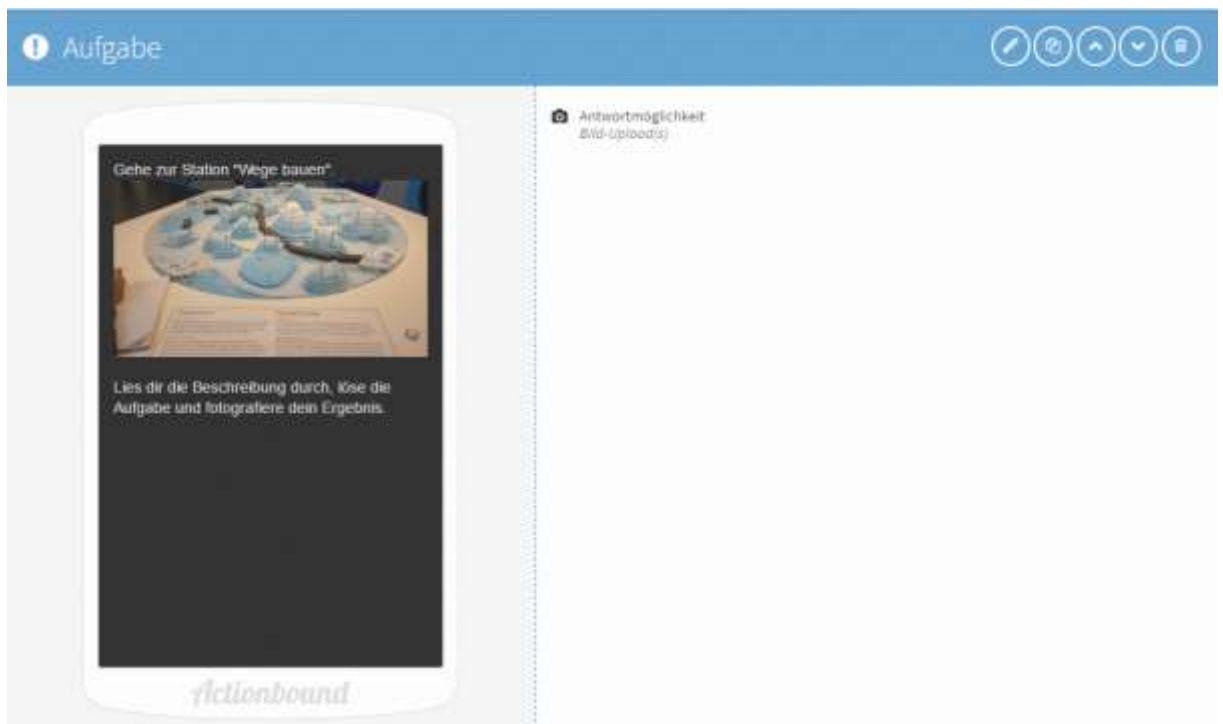 Aufgabe
Antwortmöglichkeit
Bild-Upload(s)
Gehe zur Station "Wege bauen"
Lies dir die Beschreibung durch, löse die
Aufgabe und fotografiere dein Ergebnis.
Actionbound